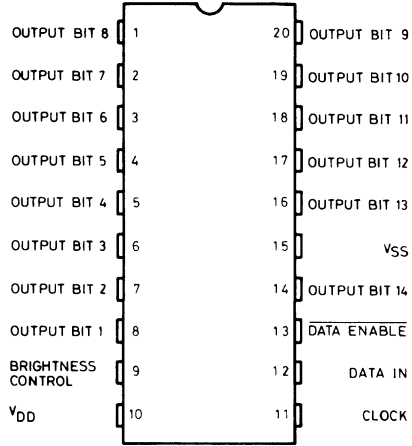 OUTPUT BIT 8 1 20 OUTPUT BIT 9
OUTPUT BIT 7 2 19 OUTPUT BIT 10
OUTPUT BIT 6 3 18 OUTPUT BIT 11
OUTPUT BIT 5 4 17 OUTPUT BIT 12
OUTPUT BIT 4 5 16 OUTPUT BIT 13
OUTPUT BIT 3 6 15 VSS
OUTPUT BIT 2 7 14 OUTPUT BIT 14
OUTPUT BIT 1 8 13 DATA ENABLE
BRIGHTNESS
CONTROL 9 12 DATA IN
VDD 10 11 CLOCK